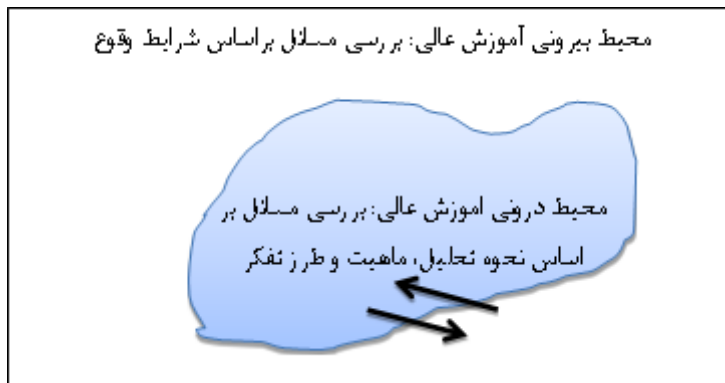 محیط بیرونی آموزش عالی: بررسی مسائل براساس شرایط وقوع
محیط درونی اموزش عالی: بررسی مسائل بر
اساس نحوه تحلیل، ماهیت و طرز تفکر